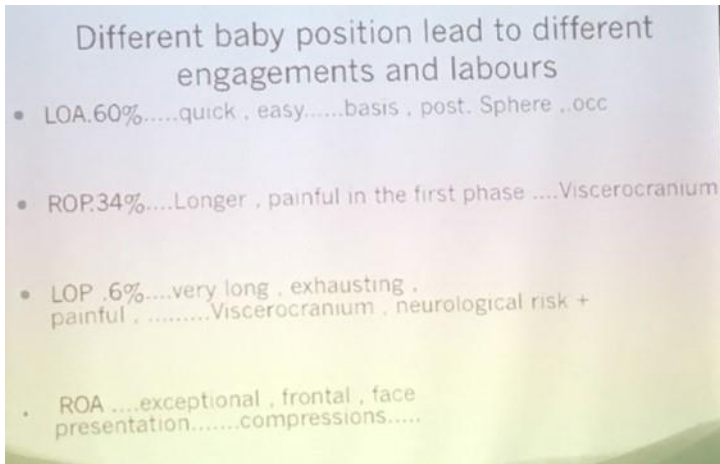 Different baby position lead to different
engagements and labours
• LOA.60%.....quick , easy......basis , post. Sphere ..occ
• ROP.34%....Longer , painful in the first phase ....Viscerocranium
• LOP .6%....very long , exhausting ,
painful , .........Viscerocranium , neurological risk +
• ROA ....exceptional , frontal , face
presentation.......compressions.....